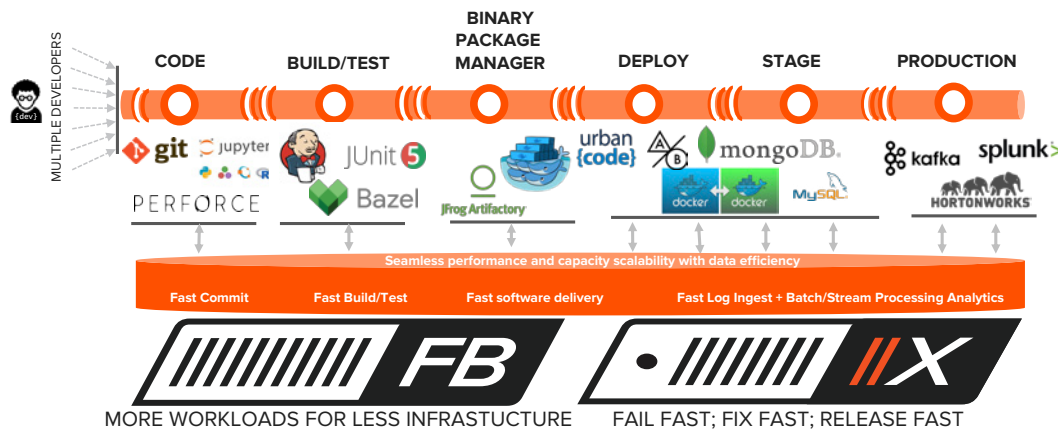 BINARY
PACKAGE
MANAGER
CODE
BUILD/TEST
DEPLOY
STAGE
PRODUCTION
MULTIPLE DEVELOPERS
{dev}
git
jupyter
C
R
PERFORCE
JUnit 5
Bazel
JFrog Artifactory
urban
{code}
A
B
mongoDB.
docker
docker
MySQL
kafka
splunk>
HORTONWORKS
Seamless performance and capacity scalability with data efficiency
Fast Commit
Fast Build/Test
Fast software delivery
Fast Log Ingest + Batch/Stream Processing Analytics
FB
//X
MORE WORKLOADS FOR LESS INFRASTUCTURE
FAIL FAST; FIX FAST; RELEASE FAST